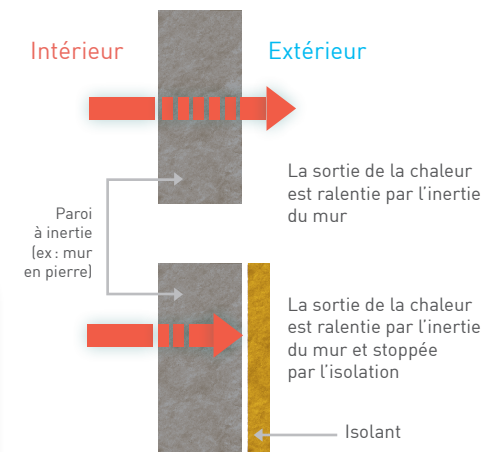 Intérieur
Extérieur
La sortie de la chaleur
est ralentie par l’inertie
du mur
Paroi
à inertie
(ex : mur
en pierre)
La sortie de la chaleur
est ralentie par l’inertie
du mur et stoppée
par l’isolation
Isolant